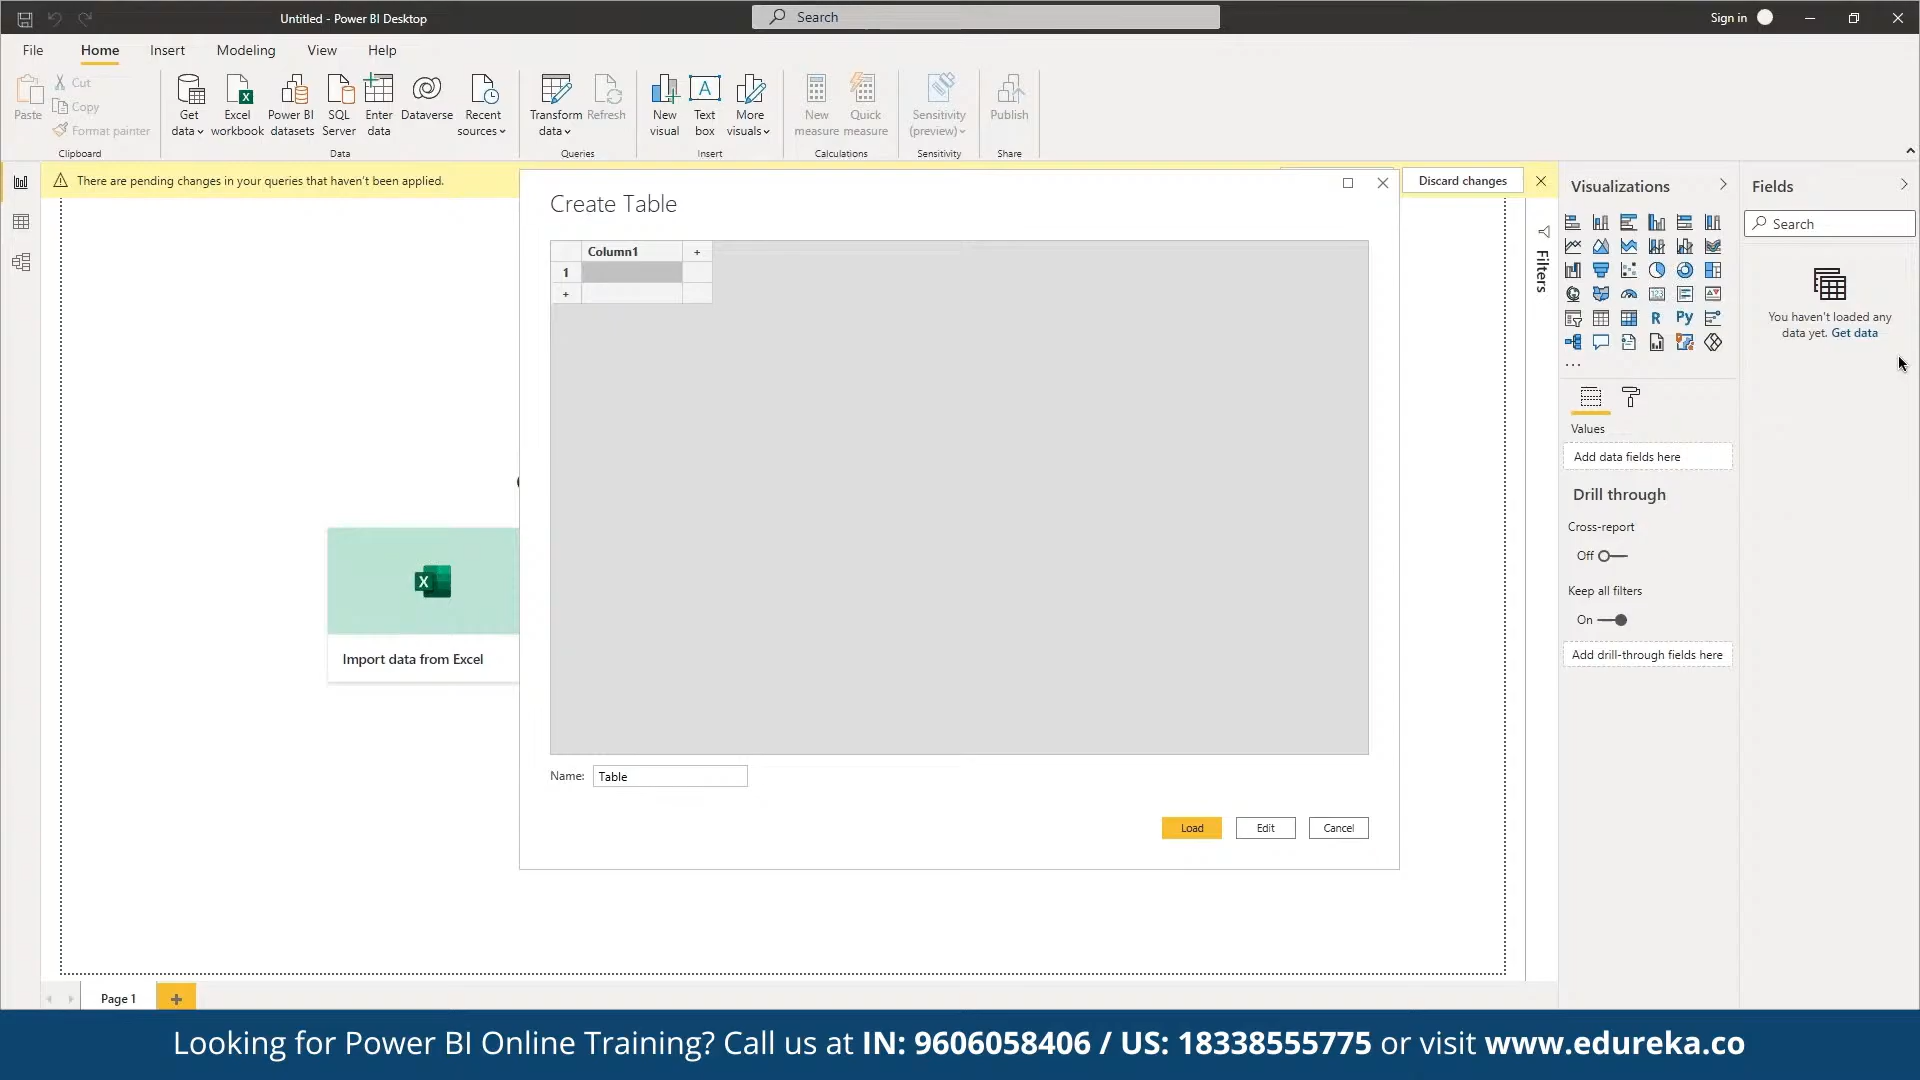 Untitled - Power BI Desktop
Search
Sign in
File
Home
Insert
Modeling
View
Help
Paste
Cut
Copy
Format painter
Clipboard
Get data
Excel workbook
Power BI datasets
SQL Server
Enter data
Dataverse
Recent sources
Data
Transform data
Refresh
Queries
New visual
Text box
More visuals
Insert
New measure
Quick measure
Calculations
Sensitivity (preview)
Sensitivity
Publish
Share
There are pending changes in your queries that haven't been applied.
Discard changes
Create Table
Column1
+
1
+
Name:
Table
Load
Edit
Cancel
Import data from Excel
Filters
Visualizations
R
Py
...
Values
Add data fields here
Drill through
Cross-report
Off
Keep all filters
On
Add drill-through fields here
Fields
Search
You haven't loaded any
data yet. Get data
Page 1
+
Looking for Power BI Online Training? Call us at IN: 9606058406 / US: 18338555775 or visit www.edureka.co